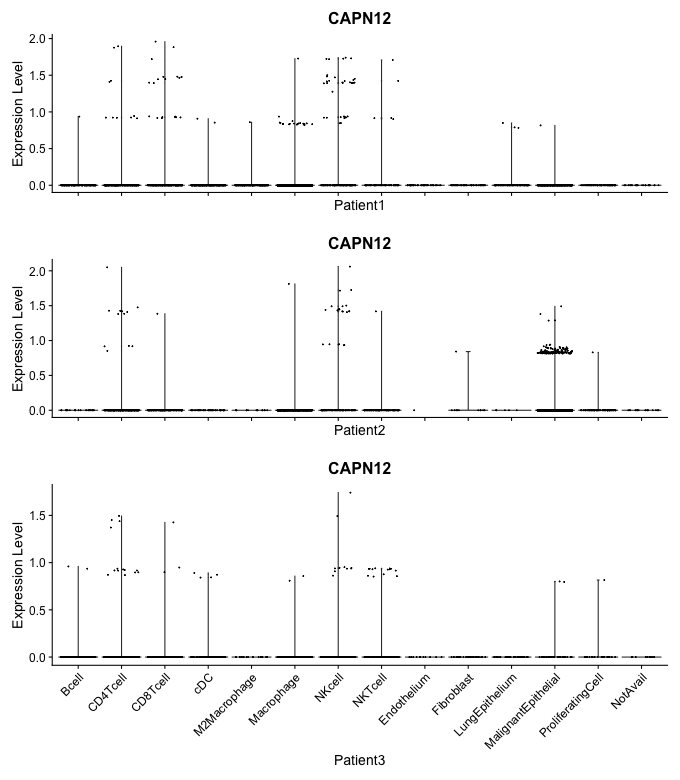 CAPN12
Expression Level
2.0
1.5
1.0
0.5
0.0
Patient1
CAPN12
Expression Level
2.0
1.5
1.0
0.5
0.0
Patient2
CAPN12
Expression Level
1.5
1.0
0.5
0.0
Bcell
CD4Tcell
CD8Tcell
cDC
M2Macrophage
Macrophage
NKcell
NKTcell
Endothelium
Fibroblast
LungEpithelium
MalignantEpithelial
ProliferatingCell
NotAvail
Patient3